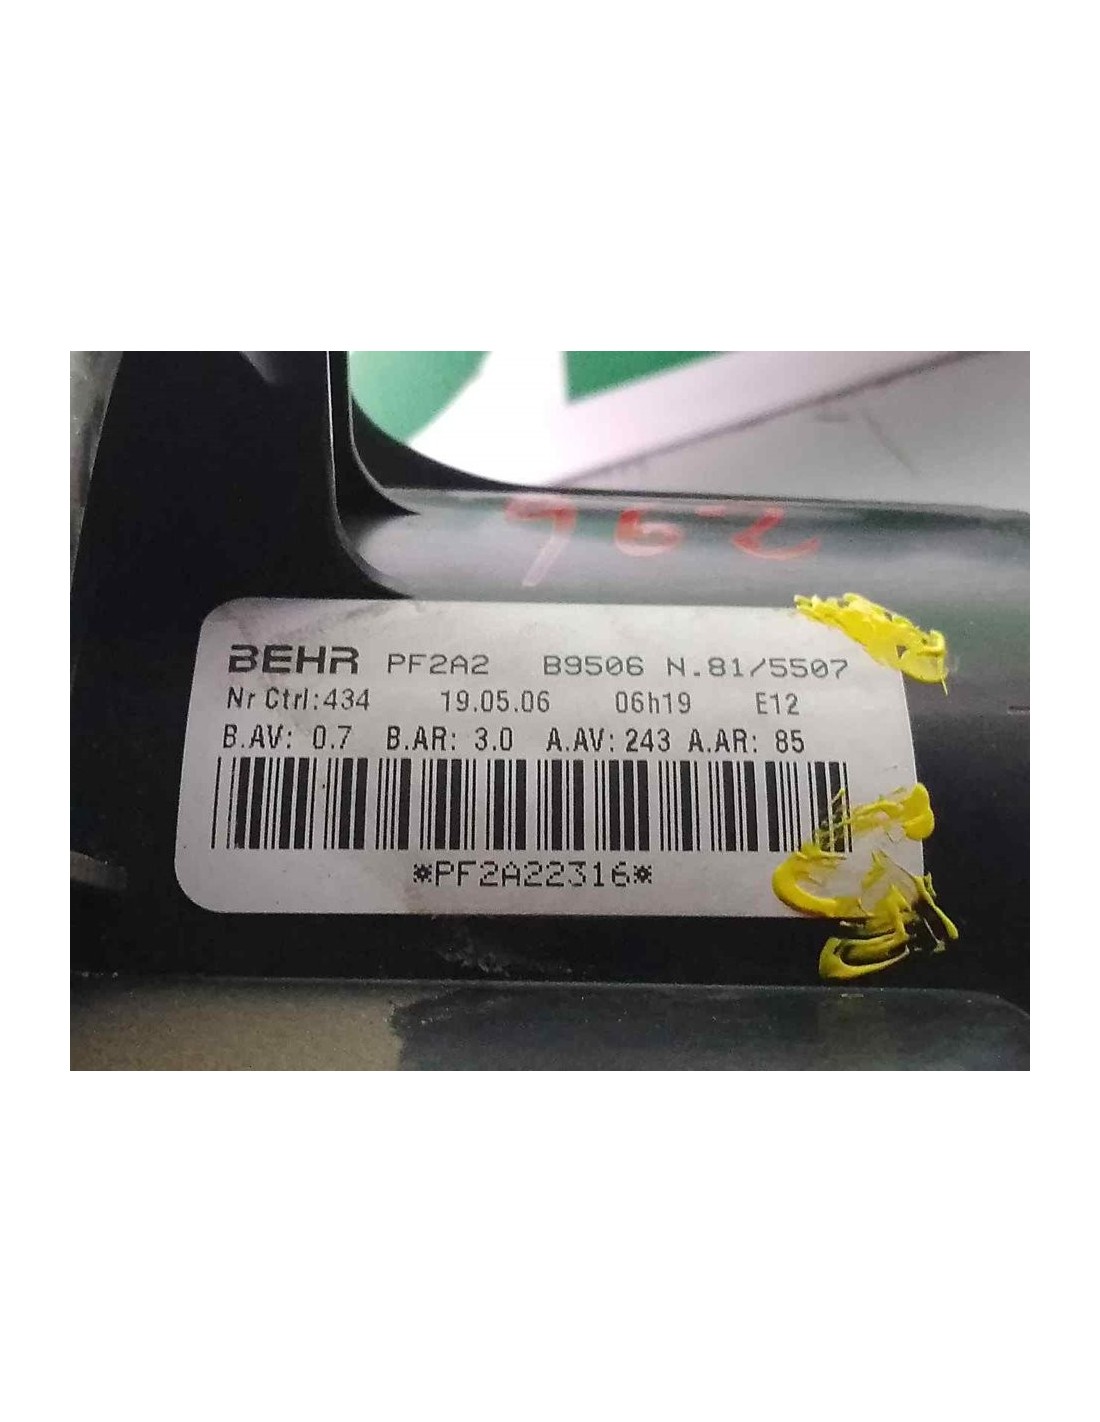 962
BEHR PF2A2 B9506 N.81/5507
Nr Ctrl:434 19.05.06 06h19 E12
B.AV: 0.7 B.AR: 3.0 A.AV: 243 A.AR: 85
*PF2A22316*